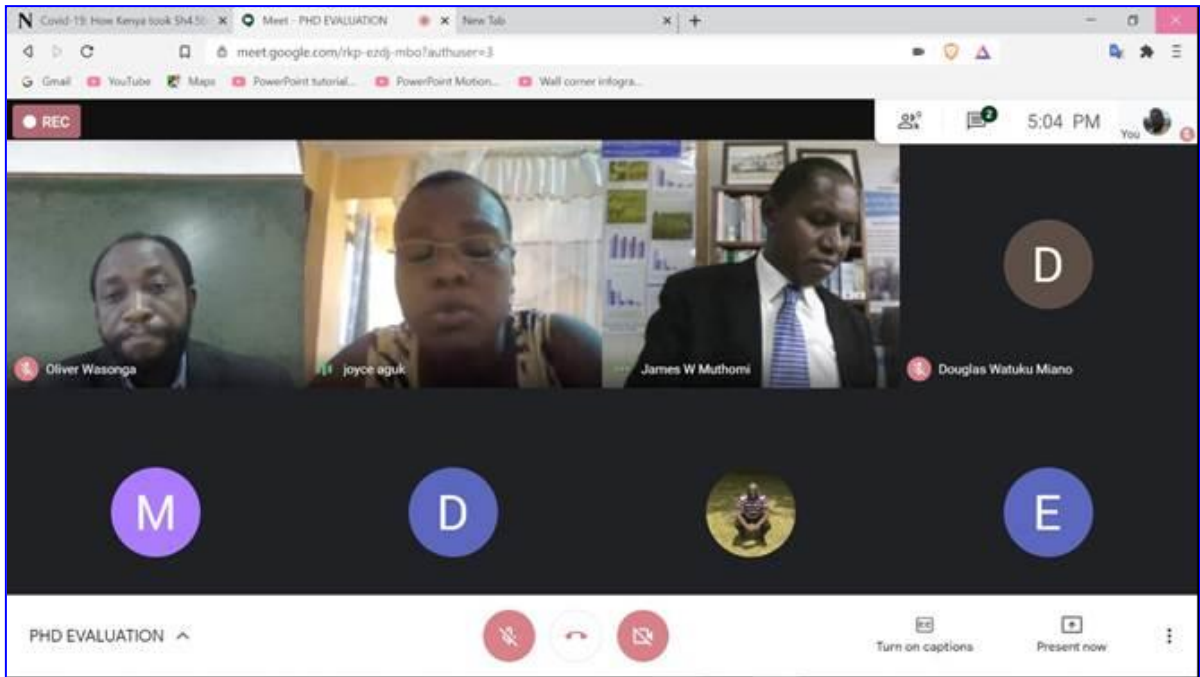 N Covid-19: How Kenya took Sh4.5b
Meet - PHD EVALUATION
New Tab
meet.google.com/rkp-ezdj-mbo?authuser=3
Gmail YouTube Maps PowerPoint tutorial... PowerPoint Motion... Wall corner infogra...
REC
2 5:04 PM You
Oliver Wasonga
joyce aguk
James W Muthomi
D
Douglas Watuku Miano
M
D
E
PHD EVALUATION
Turn on captions
Present now